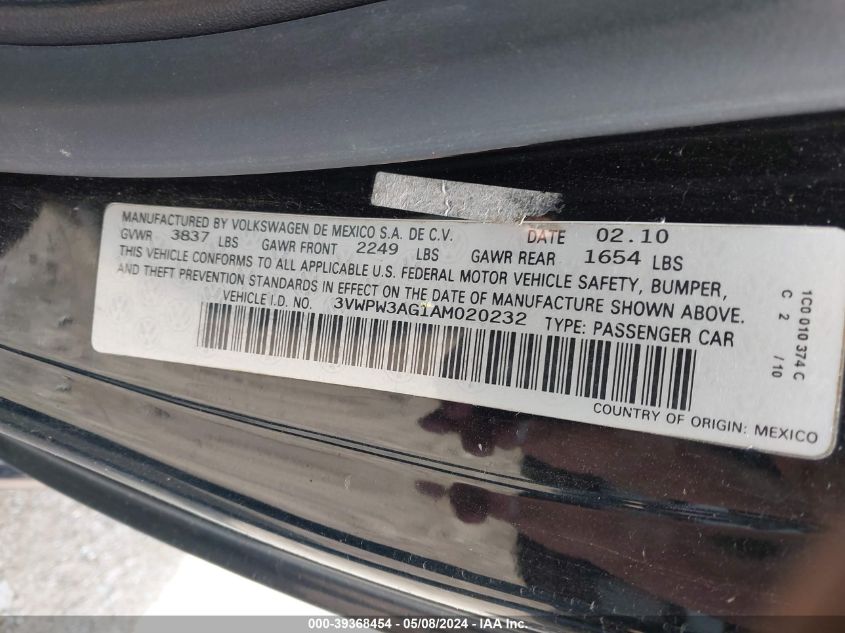 MANUFACTURED BY VOLKSWAGEN DE MEXICO S.A. DE C.V. DATE 02.10
GVWR 3837 LBS GAWR FRONT 2249 LBS GAWR REAR 1654 LBS
THIS VEHICLE CONFORMS TO ALL APPLICABLE U.S. FEDERAL MOTOR VEHICLE SAFETY, BUMPER,
AND THEFT PREVENTION STANDARDS IN EFFECT ON THE DATE OF MANUFACTURE SHOWN ABOVE.
VEHICLE I.D. NO. 3VWPW3AG1AM020232 TYPE: PASSENGER CAR
COUNTRY OF ORIGIN: MEXICO
1C0 010 374 C
C 2 /10
000-39368454 - 05/08/2024 - IAAI.COM